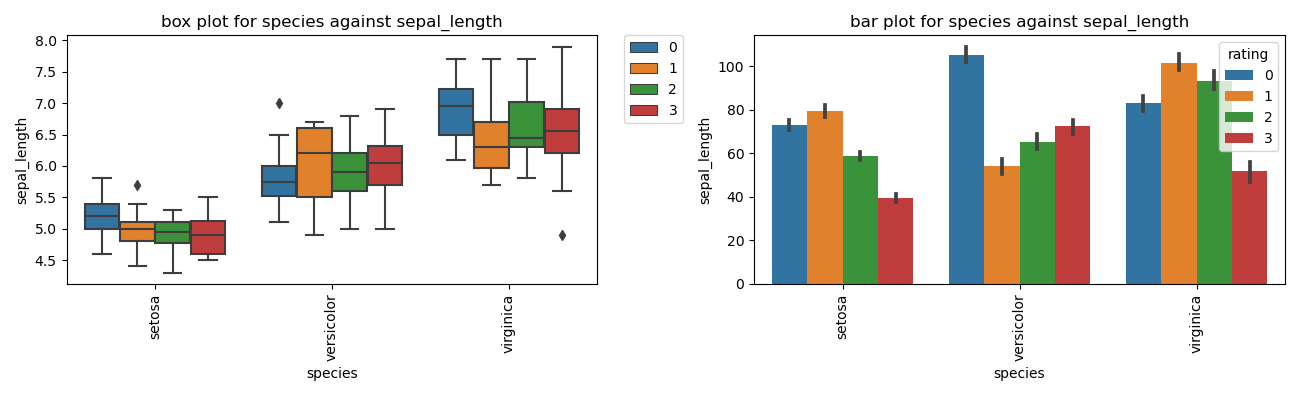 box plot for species against sepal_length
8.0
7.5
7.0
6.5
6.0
5.5
5.0
4.5
sepal_length
setosa
versicolor
virginica
species
0
1
2
3
bar plot for species against sepal_length
100
80
60
40
20
0
sepal_length
setosa
versicolor
virginica
species
rating
0
1
2
3